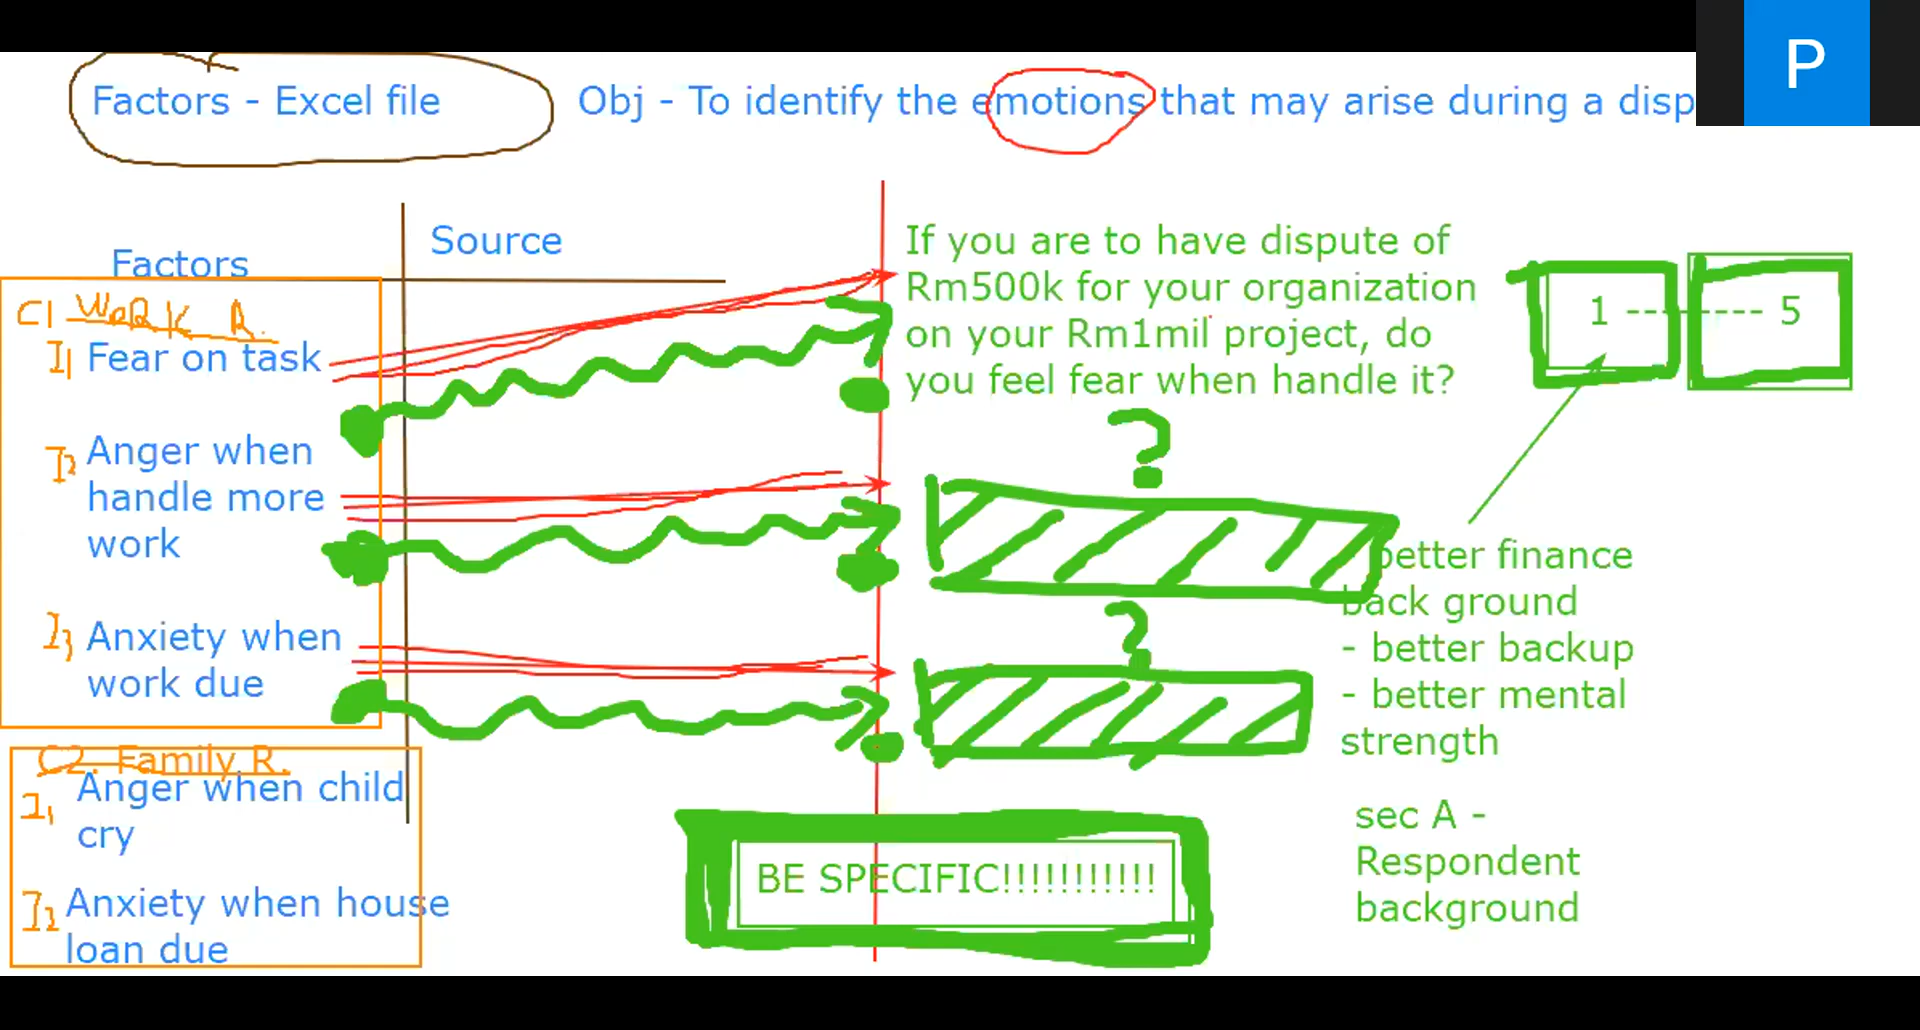 P
Factors - Excel file
Obj - To identify the emotions that may arise during a disp
Factors
Source
C1 WORK R.
I1 Fear on task
I2 Anger when
handle more
work
I3 Anxiety when
work due
C2. Family R.
I1 Anger when child
cry
I2 Anxiety when house
loan due
If you are to have dispute of
Rm500k for your organization
on your Rm1mil project, do
you feel fear when handle it?
1 -------- 5
?
?
better finance
back ground
- better backup
- better mental
strength
sec A -
Respondent
background
BE SPECIFIC!!!!!!!!!!!